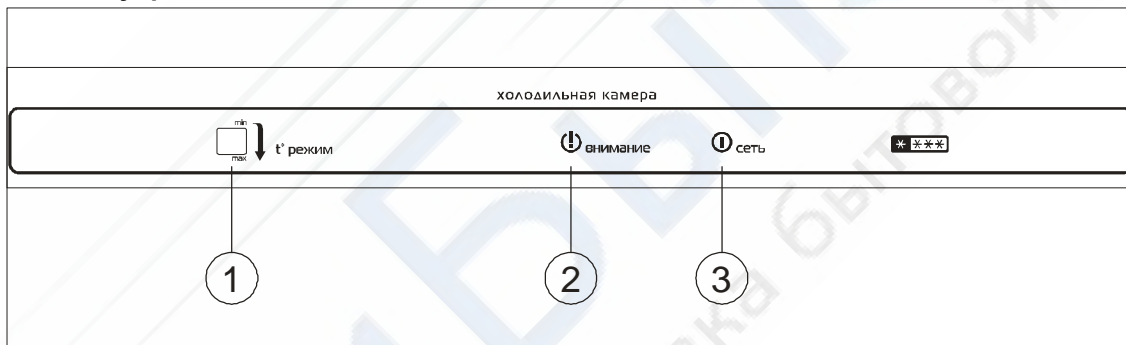 холодильная камера
min
max
t° режим
внимание
сеть
* ***
1
2
3